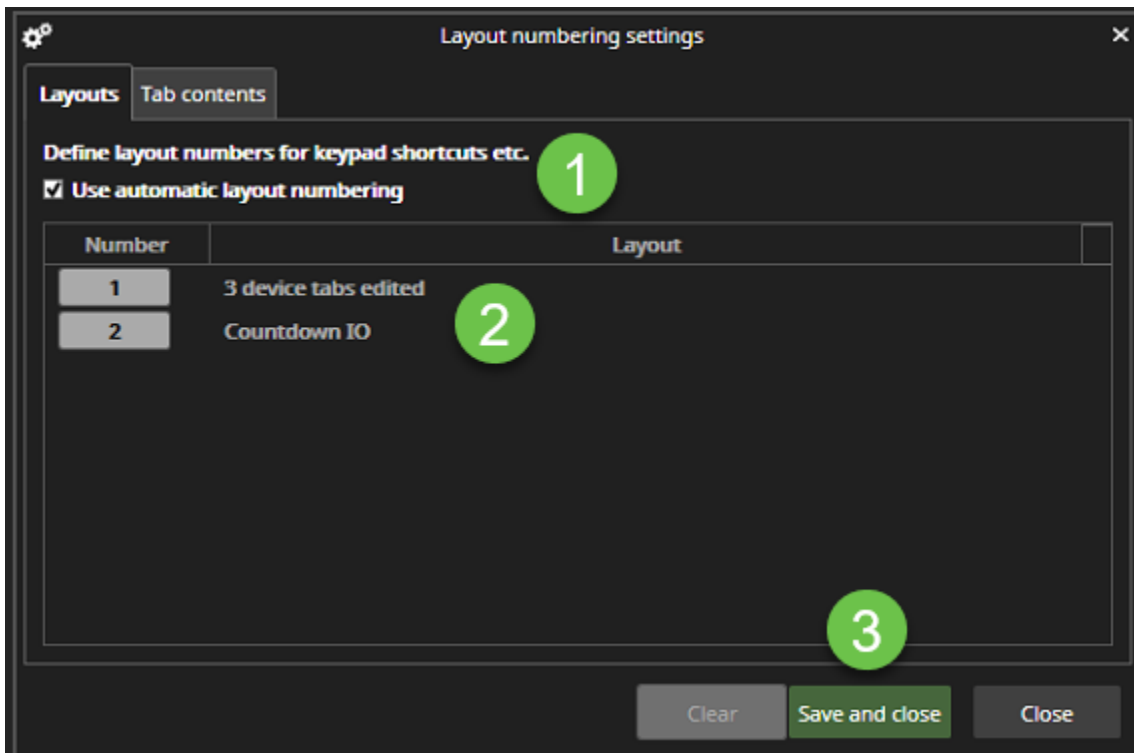 Layout numbering settings
Layouts Tab contents
Define layout numbers for keypad shortcuts etc.
1
Use automatic layout numbering
Number Layout
1 3 device tabs edited
2
2 Countdown IO
3
Clear Save and close Close